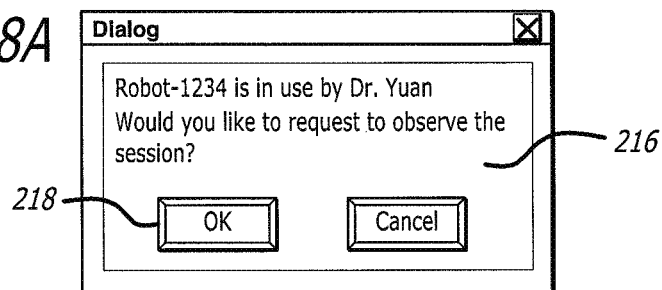 8A
Dialog
Robot-1234 is in use by Dr. Yuan
Would you like to request to observe the
session?
216
218
OK Cancel